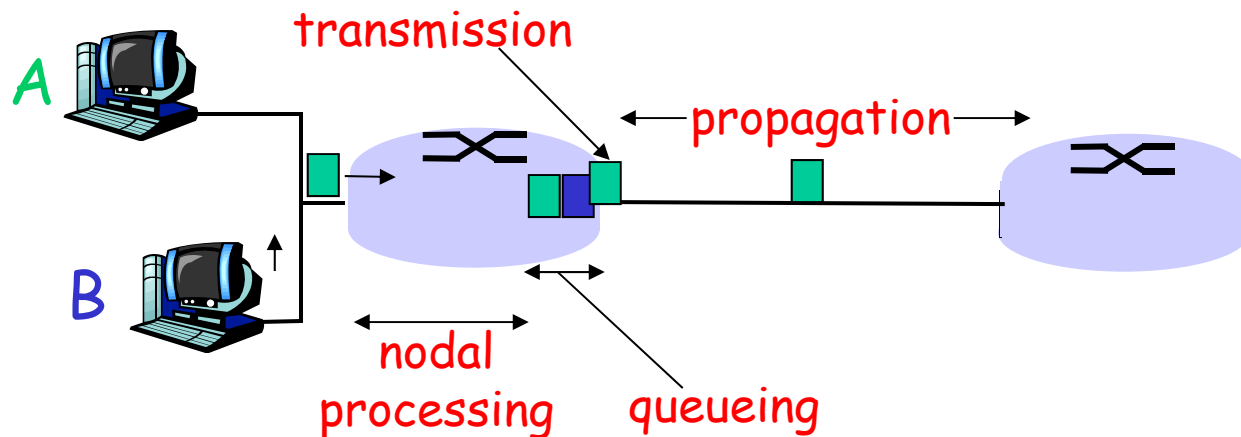 transmission
A
propagation
B
nodal
processing
queueing